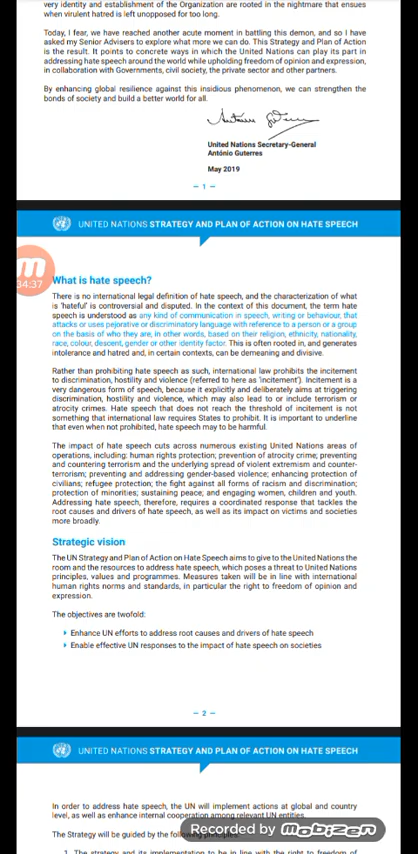 very identity and establishment of the Organization are rooted in the nightmare that ensues
when virulent hatred is left unopposed for too long.
Today, I fear, we have reached another acute moment in battling this demon, and so I have
asked my Senior Advisers to explore what more we can do. This Strategy and Plan of Action
is the result. It points to concrete ways in which the United Nations can play its part in
addressing hate speech around the world while upholding freedom of opinion and expression,
in collaboration with Governments, civil society, the private sector and other partners.
By enhancing global resilience against this insidious phenomenon, we can strengthen the
bonds of society and build a better world for all.
United Nations Secretary-General
António Guterres
May 2019
– 1 –
UNITED NATIONS STRATEGY AND PLAN OF ACTION ON HATE SPEECH
34:37
What is hate speech?
There is no international legal definition of hate speech, and the characterization of what
is 'hateful' is controversial and disputed. In the context of this document, the term hate
speech is understood as any kind of communication in speech, writing or behaviour, that
attacks or uses pejorative or discriminatory language with reference to a person or a group
on the basis of who they are, in other words, based on their religion, ethnicity, nationality,
race, colour, descent, gender or other identity factor. This is often rooted in, and generates
intolerance and hatred and, in certain contexts, can be demeaning and divisive.
Rather than prohibiting hate speech as such, international law prohibits the incitement
to discrimination, hostility and violence (referred here as 'incitement'). Incitement is a
very dangerous form of speech, because it explicitly and deliberately aims at triggering
discrimination, hostility and violence, which may also lead to or include terrorism or
atrocity crimes. Hate speech that does not reach the threshold of incitement is not
something that international law requires States to prohibit. It is important to underline
that even when not prohibited, hate speech may to be harmful.
The impact of hate speech cuts across numerous existing United Nations areas of
operations, including: human rights protection; prevention of atrocity crime; preventing
and countering terrorism and the underlying spread of violent extremism and counter-
terrorism; preventing and addressing gender-based violence; enhancing protection of
civilians; refugee protection; the fight against all forms of racism and discrimination;
protection of minorities; sustaining peace; and engaging women, children and youth.
Addressing hate speech, therefore, requires a coordinated response that tackles the
root causes and drivers of hate speech, as well as its impact on victims and societies
more broadly.
Strategic vision
The UN Strategy and Plan of Action on Hate Speech aims to give to the United Nations the
room and the resources to address hate speech, which poses a threat to United Nations
principles, values and programmes. Measures taken will be in line with international
human rights norms and standards, in particular the right to freedom of opinion and
expression.
The objectives are twofold:
Enhance UN efforts to address root causes and drivers of hate speech
Enable effective UN responses to the impact of hate speech on societies
– 2 –
UNITED NATIONS STRATEGY AND PLAN OF ACTION ON HATE SPEECH
In order to address hate speech, the UN will implement actions at global and country
level, as well as enhance internal cooperation among relevant UN entities.
The Strategy will be guided by the following principles:
Recorded by mobizen
1. The strategy and its implementation to be in line with the right to freedom of